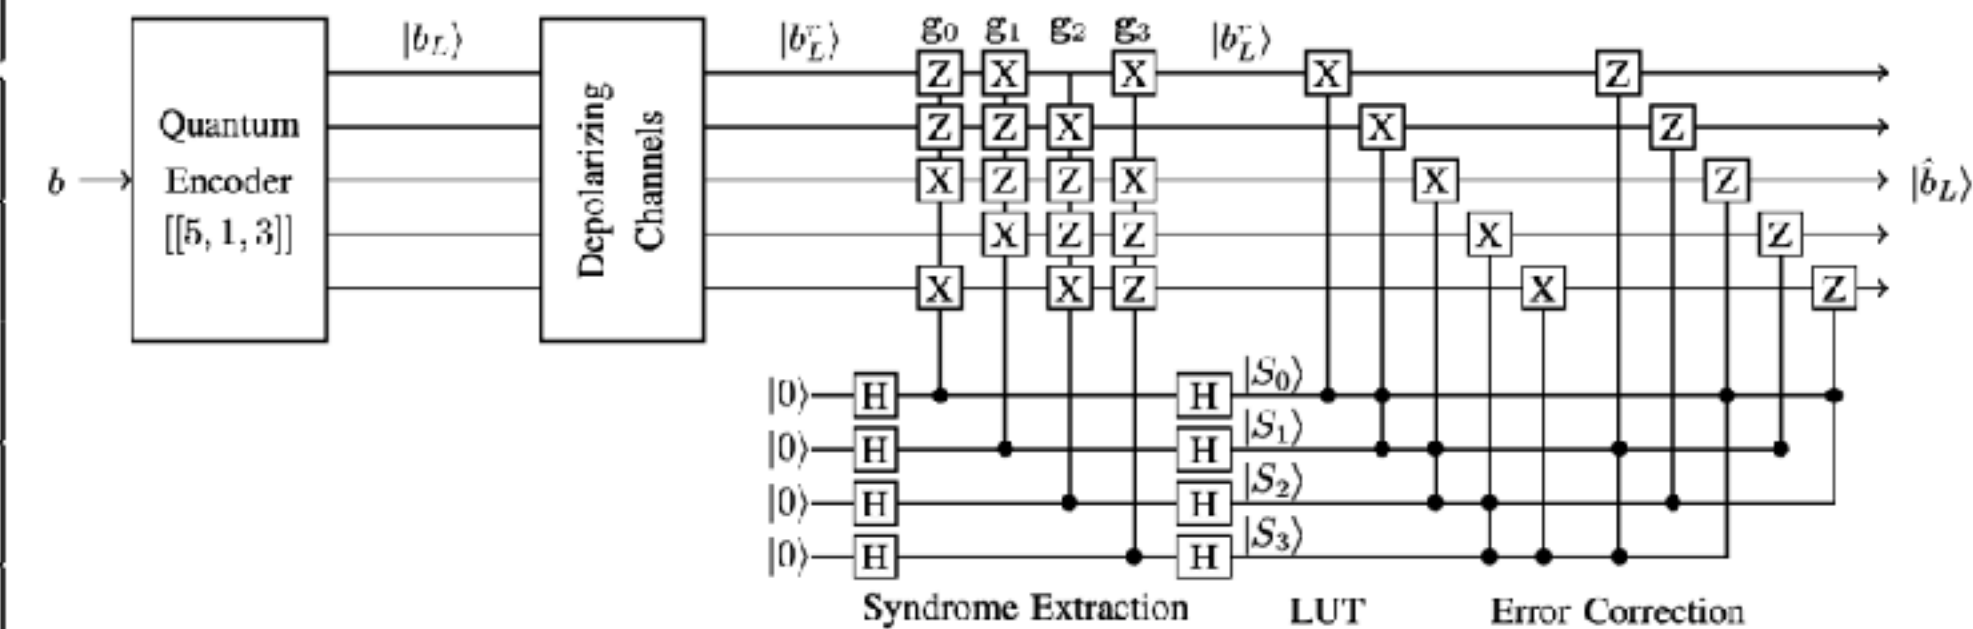 |b_L⟩ |b_L^r⟩ g₀ g₁ g₂ g₃ |b_L^r⟩
Z X X X Z
Quantum Z Z X X Z
b Encoder X Z Z X X Z |b̂_L⟩
[[5, 1, 3]] X Z Z X Z
X X Z X Z
Depolarizing
Channels
|0⟩ H H |S₀⟩
|0⟩ H H |S₁⟩
|0⟩ H H |S₂⟩
|0⟩ H H |S₃⟩
Syndrome Extraction LUT Error Correction